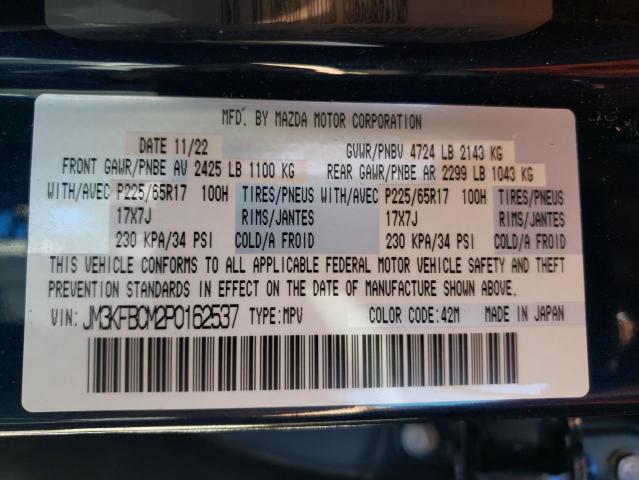 MFD. BY MAZDA MOTOR CORPORATION
DATE 11/22 GVWR/PNBV 4724 LB 2143 KG
FRONT GAWR/PNBE AV 2425 LB 1100 KG REAR GAWR/PNBE AR 2299 LB 1043 KG
WITH/AVEC P225/65R17 100H TIRES/PNEUS WITH/AVEC P225/65R17 100H TIRES/PNEUS
17X7J RIMS/JANTES 17X7J RIMS/JANTES
230 KPA/34 PSI COLD/A FROID 230 KPA/34 PSI COLD/A FROID
THIS VEHICLE CONFORMS TO ALL APPLICABLE FEDERAL MOTOR VEHICLE SAFETY AND THEFT
PREVENTION STANDARDS IN EFFECT ON THE DATE OF MANUFACTURE SHOWN ABOVE.
VIN: JM3KFBCM2P0162537 TYPE:MPV COLOR CODE:42M MADE IN JAPAN